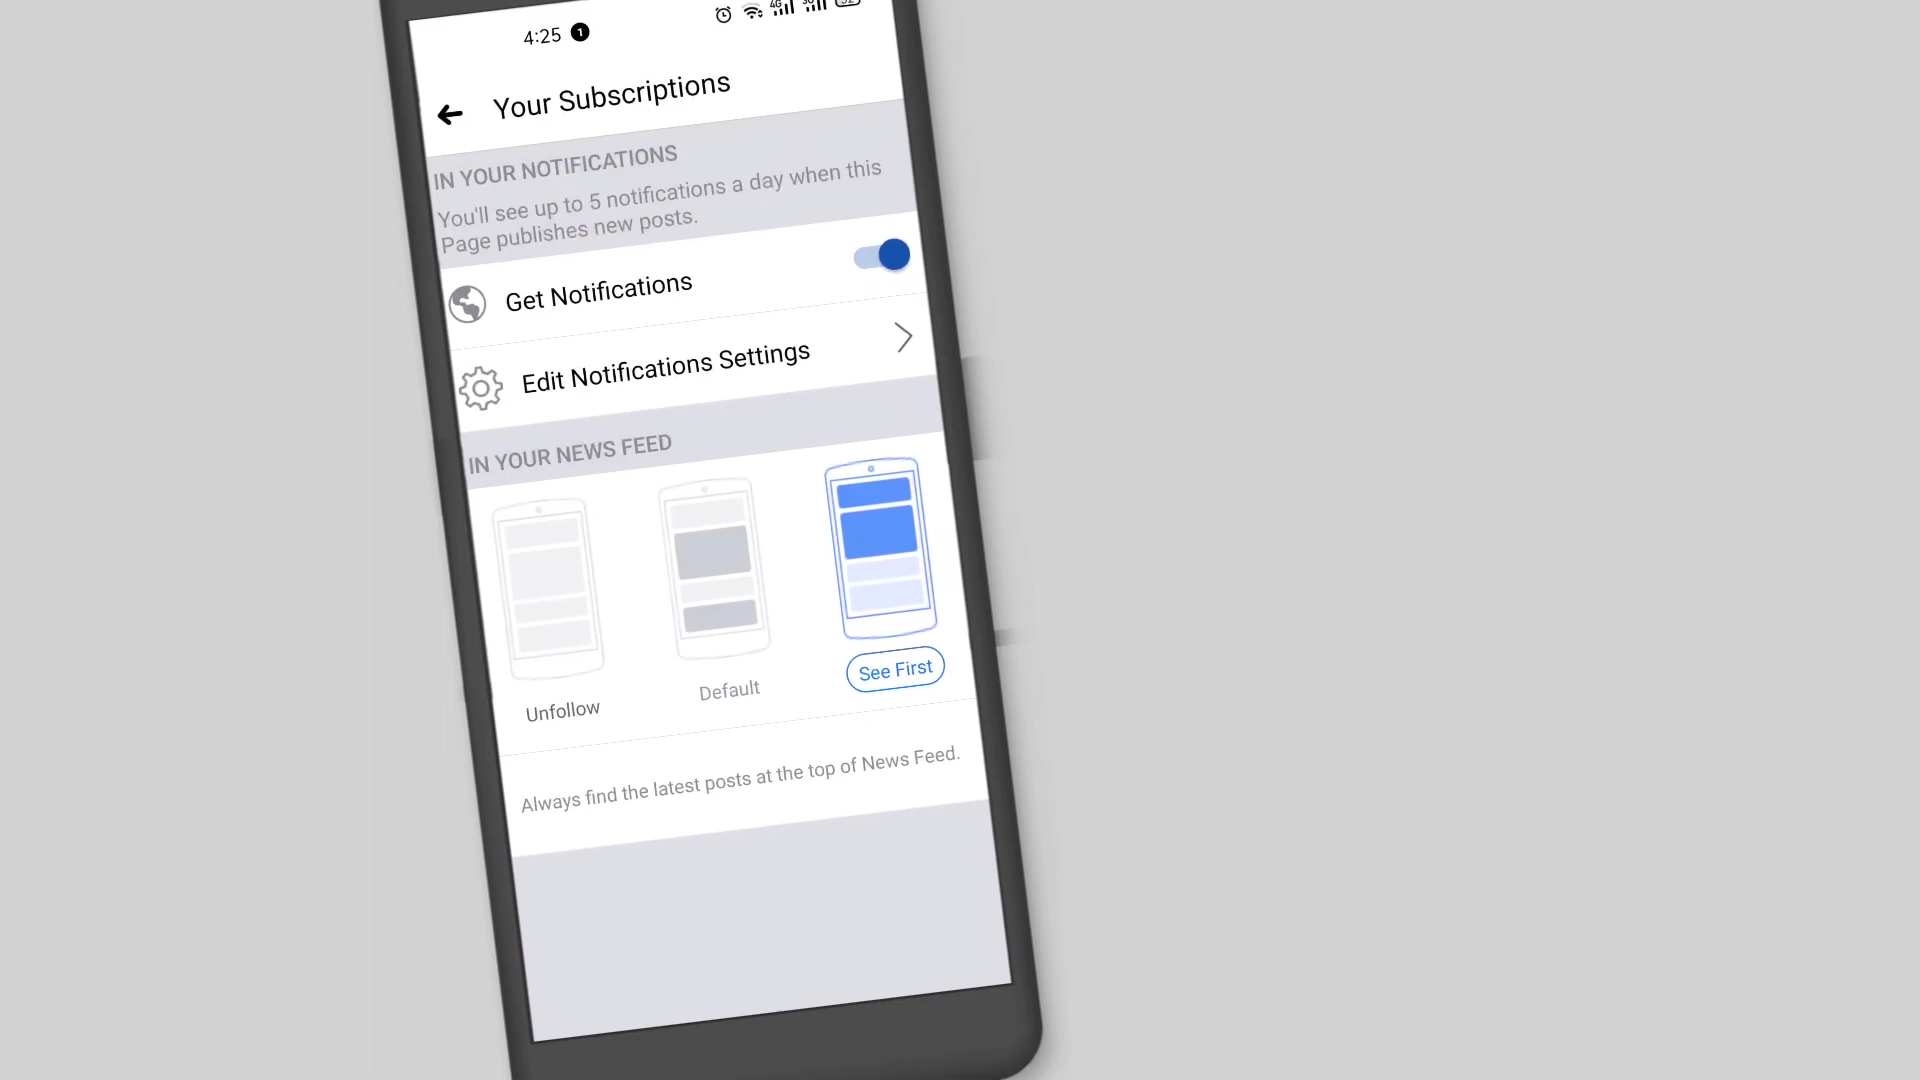 4:25 1
4G
Your Subscriptions
IN YOUR NOTIFICATIONS
You'll see up to 5 notifications a day when this
Page publishes new posts.
Get Notifications
Edit Notifications Settings
IN YOUR NEWS FEED
Unfollow
Default
See First
Always find the latest posts at the top of News Feed.